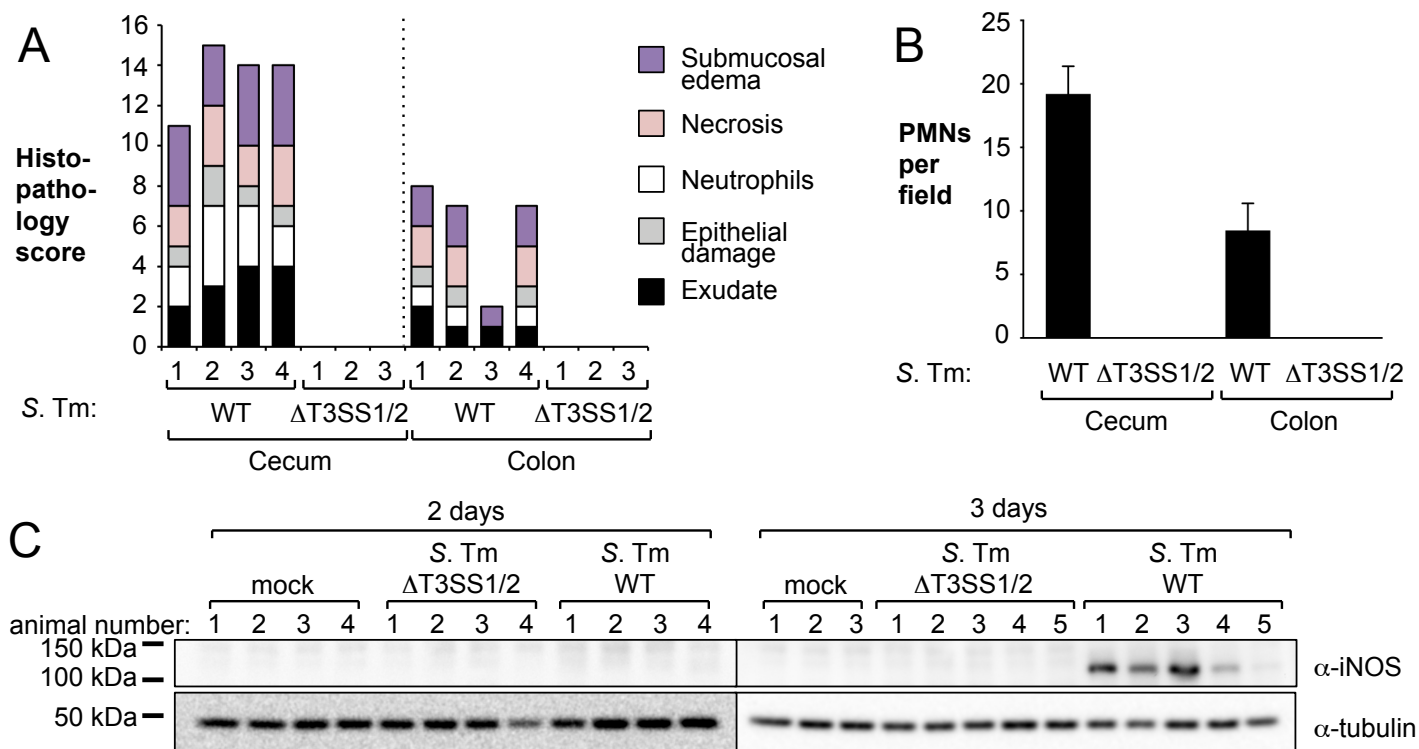 A
16
14
12
10
8
6
4
2
0
Histo-
patho-
logy
score
1 2 3 4 1 2 3 1 2 3 4 1 2 3
S. Tm:
WT ΔT3SS1/2 WT ΔT3SS1/2
Cecum Colon
Submucosal
edema
Necrosis
Neutrophils
Epithelial
damage
Exudate
B
25
20
15
10
5
0
PMNs
per
field
S. Tm: WT ΔT3SS1/2 WT ΔT3SS1/2
Cecum Colon
C
2 days 3 days
mock S. Tm ΔT3SS1/2 S. Tm WT mock S. Tm ΔT3SS1/2 S. Tm WT
animal number: 1 2 3 4 1 2 3 4 1 2 3 4 1 2 3 1 2 3 4 5 1 2 3 4 5
150 kDa
100 kDa
α-iNOS
50 kDa
α-tubulin